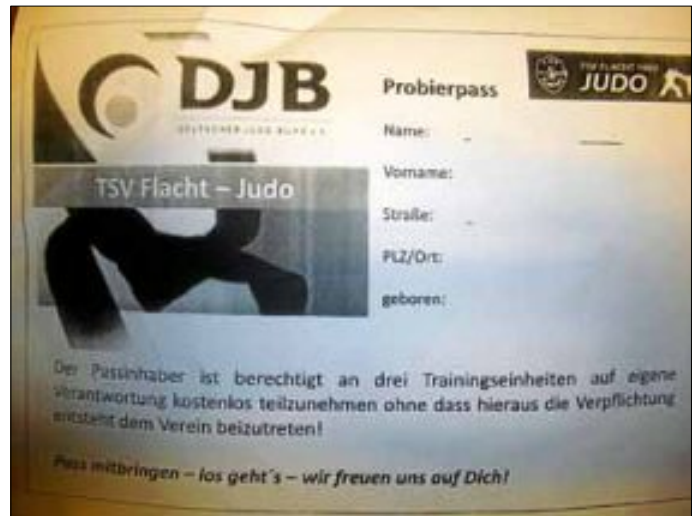 DJB
DEUTSCHER JUDO BUND e.V.
TSV Flacht – Judo
Probierpass
TSV FLACHT
JUDO
Name:
Vorname:
Straße:
PLZ/Ort:
geboren:
Der Passinhaber ist berechtigt an drei Trainingseinheiten auf eigene
Verantwortung kostenlos teilzunehmen ohne dass hieraus die Verpflichtung
entsteht dem Verein beizutreten!
Pass mitbringen – los geht´s – wir freuen uns auf Dich!